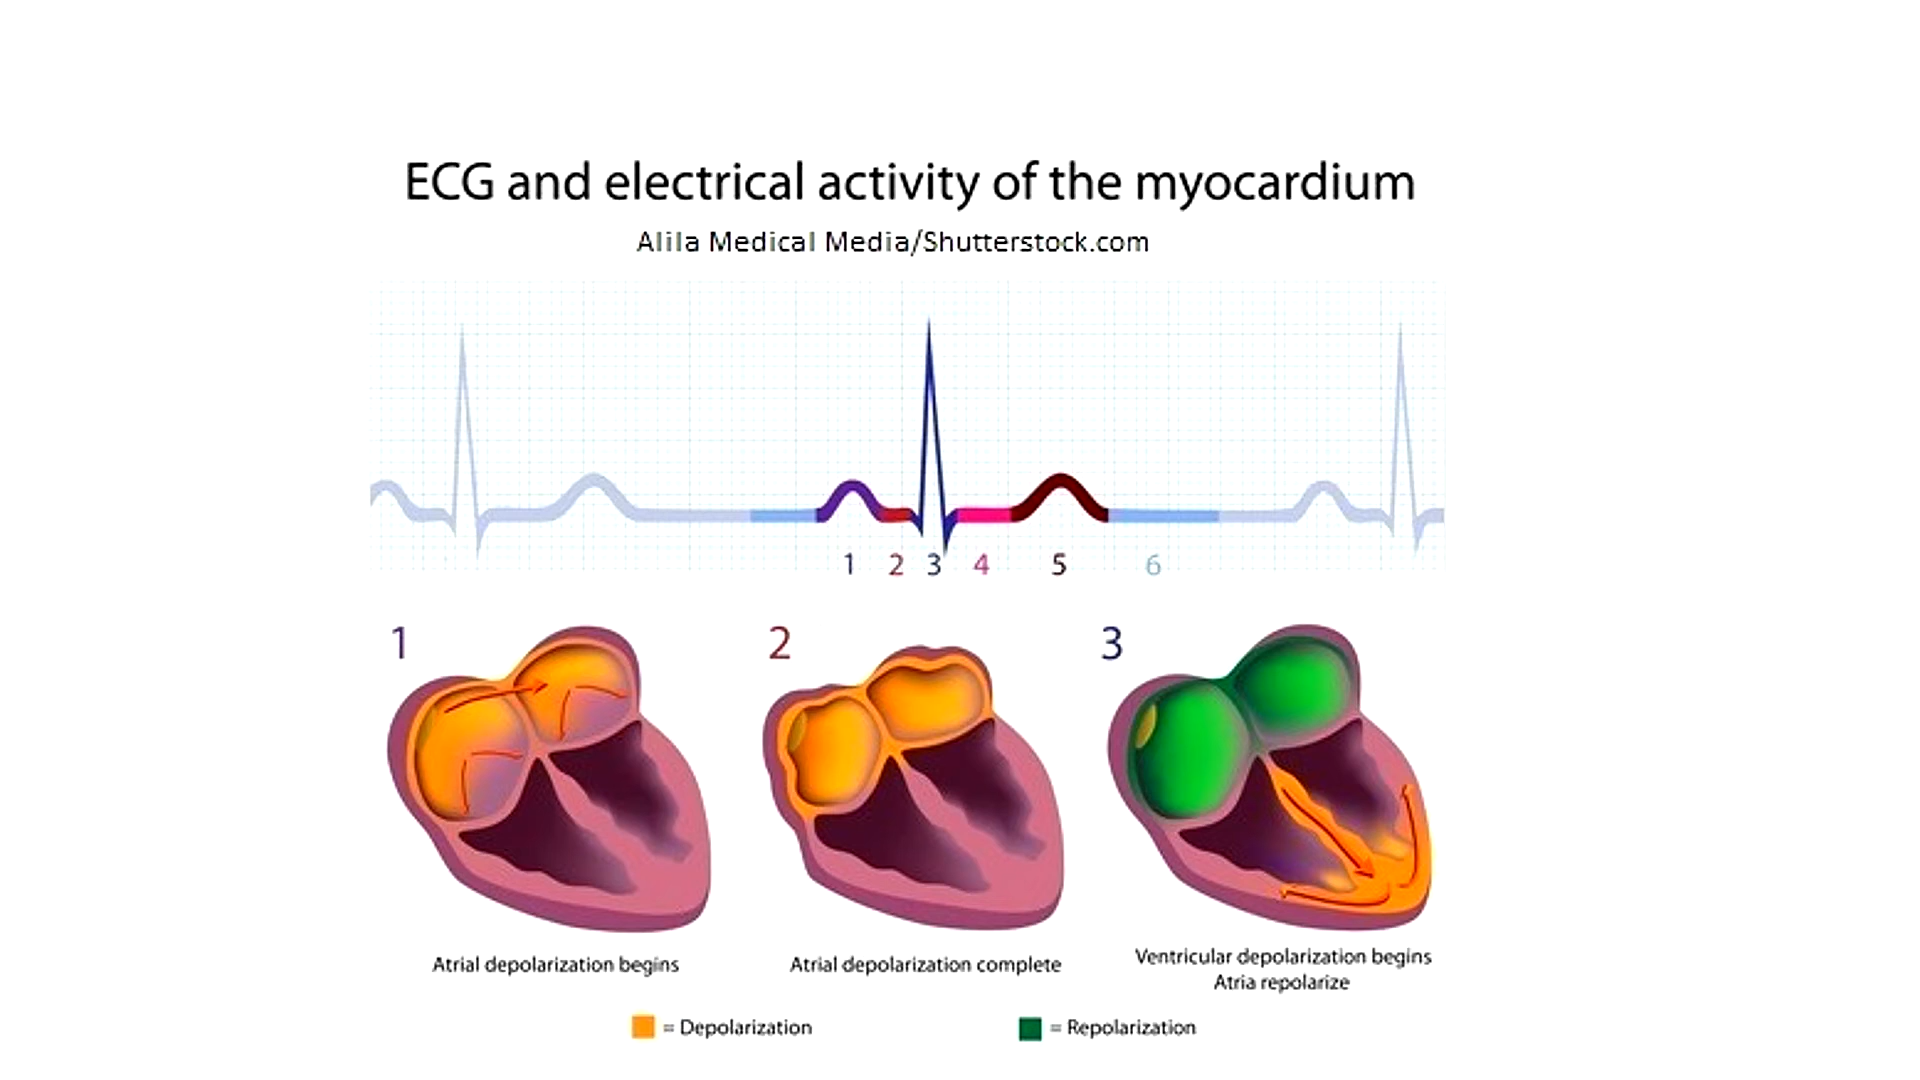 ECG and electrical activity of the myocardium
Alila Medical Media/Shutterstock.com
1 2 3 4 5 6
1 2 3
Atrial depolarization begins
Atrial depolarization complete
Ventricular depolarization begins
Atria repolarize
= Depolarization
= Repolarization